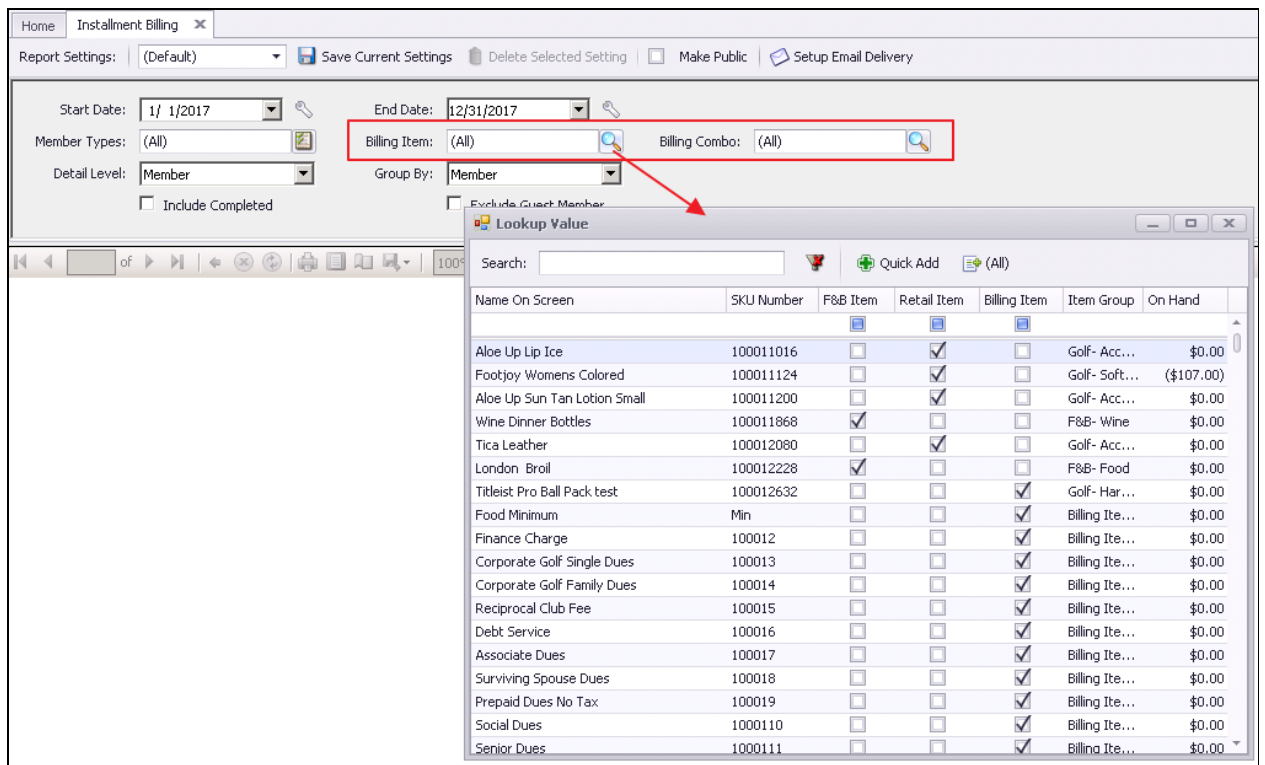 Home Installment Billing
Report Settings: (Default) Save Current Settings Delete Selected Setting Make Public Setup Email Delivery
Start Date: 1/ 1/2017 End Date: 12/31/2017
Member Types: (All) Billing Item: (All) Billing Combo: (All)
Detail Level: Member Group By: Member
Include Completed Exclude Guest Member
of 100%
Lookup Value
Search: Quick Add (All)
Name On Screen SKU Number F&B Item Retail Item Billing Item Item Group On Hand
Aloe Up Lip Ice 100011016 Golf- Acc... $0.00
Footjoy Womens Colored 100011124 Golf- Soft... ($107.00)
Aloe Up Sun Tan Lotion Small 100011200 Golf- Acc... $0.00
Wine Dinner Bottles 100011868 F&B- Wine $0.00
Tica Leather 100012080 Golf- Acc... $0.00
London Broil 100012228 F&B- Food $0.00
Titleist Pro Ball Pack test 100012632 Golf- Har... $0.00
Food Minimum Min Billing Ite... $0.00
Finance Charge 100012 Billing Ite... $0.00
Corporate Golf Single Dues 100013 Billing Ite... $0.00
Corporate Golf Family Dues 100014 Billing Ite... $0.00
Reciprocal Club Fee 100015 Billing Ite... $0.00
Debt Service 100016 Billing Ite... $0.00
Associate Dues 100017 Billing Ite... $0.00
Surviving Spouse Dues 100018 Billing Ite... $0.00
Prepaid Dues No Tax 100019 Billing Ite... $0.00
Social Dues 1000110 Billing Ite... $0.00
Senior Dues 1000111 Billing Ite... $0.00